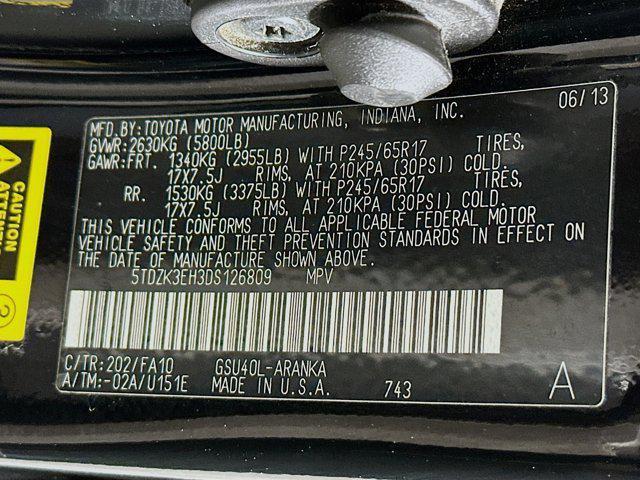 06/13
MFD.BY:TOYOTA MOTOR MANUFACTURING, INDIANA, INC.
GVWR:2630KG (5800LB)
GAWR:FRT. 1340KG (2955LB) WITH P245/65R17 TIRES,
17X7.5J RIMS, AT 210KPA (30PSI) COLD.
RR. 1530KG (3375LB) WITH P245/65R17 TIRES,
17X7.5J RIMS, AT 210KPA (30PSI) COLD.
THIS VEHICLE CONFORMS TO ALL APPLICABLE FEDERAL MOTOR
VEHICLE SAFETY AND THEFT PREVENTION STANDARDS IN EFFECT ON
THE DATE OF MANUFACTURE SHOWN ABOVE.
5TDZK3EH3DS126809 MPV
C/TR:202/FA10 GSU40L-ARANKA
A/TM:-02A/U151E MADE IN U.S.A. 743 A
CAUTION
2